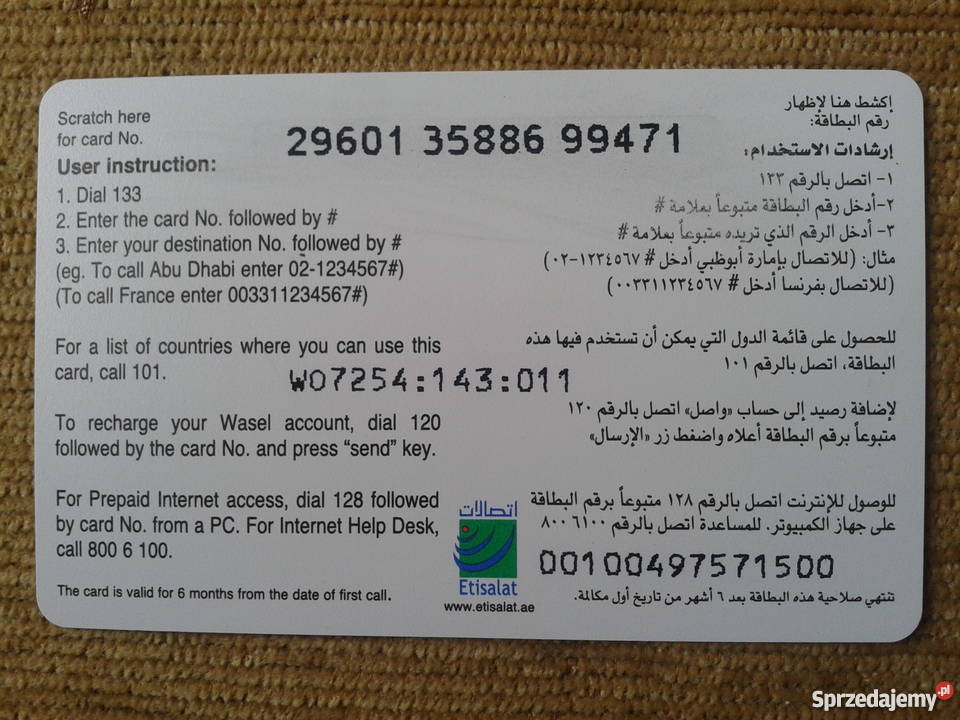 Scratch here
for card No.
29601 35886 99471
User instruction:
1. Dial 133
2. Enter the card No. followed by #
3. Enter your destination No. followed by #
(eg. To call Abu Dhabi enter 02-1234567#)
(To call France enter 003311234567#)
For a list of countries where you can use this
card, call 101.
W07254:143:011
To recharge your Wasel account, dial 120
followed by the card No. and press “send” key.
For Prepaid Internet access, dial 128 followed
by card No. from a PC. For Internet Help Desk,
call 800 6 100.
The card is valid for 6 months from the date of first call.
إكشط هنا لإظهار
رقم البطاقة:
إرشادات الاستخدام:
١- اتصل بالرقم ١٣٣
٢-أدخل رقم البطاقة متبوعاً بعلامة #
٣- أدخل الرقم الذي تريده متبوعاً بعلامة #
مثال: (للاتصال بإمارة أبوظبي أدخل # ١٢٣٤٥٦٧-٠٢)
(للاتصال بفرنسا أدخل # ٠٠٣٣١١٢٣٤٥٦٧)
للحصول على قائمة الدول التي يمكن أن تستخدم فيها هذه
البطاقة، اتصل بالرقم ١٠١
لإضافة رصيد إلى حساب «واصل» اتصل بالرقم ١٢٠
متبوعاً برقم البطاقة أعلاه واضغط زر «الإرسال»
للوصول للإنترنت اتصل بالرقم ١٢٨ متبوعاً برقم البطاقة
على جهاز الكمبيوتر. للمساعدة اتصل بالرقم ٦١٠٠ ٨٠٠
001004975715​00
تنتهي صلاحية هذه البطاقة بعد ٦ أشهر من تاريخ أول مكالمة.
اتصالات
Etisalat
www.etisalat.ae
Sprzedajemy.pl